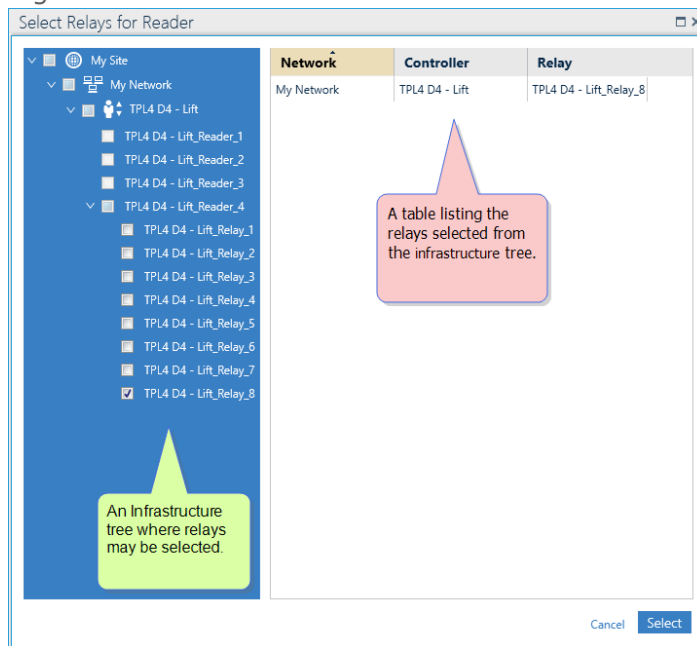 Select Relays for Reader
My Site
My Network
TPL4 D4 - Lift
TPL4 D4 - Lift_Reader_1
TPL4 D4 - Lift_Reader_2
TPL4 D4 - Lift_Reader_3
TPL4 D4 - Lift_Reader_4
TPL4 D4 - Lift_Relay_1
TPL4 D4 - Lift_Relay_2
TPL4 D4 - Lift_Relay_3
TPL4 D4 - Lift_Relay_4
TPL4 D4 - Lift_Relay_5
TPL4 D4 - Lift_Relay_6
TPL4 D4 - Lift_Relay_7
TPL4 D4 - Lift_Relay_8
An Infrastructure
tree where relays
may be selected.
Network Controller Relay
My Network TPL4 D4 - Lift TPL4 D4 - Lift_Relay_8
A table listing the
relays selected from
the infrastructure tree.
Cancel Select